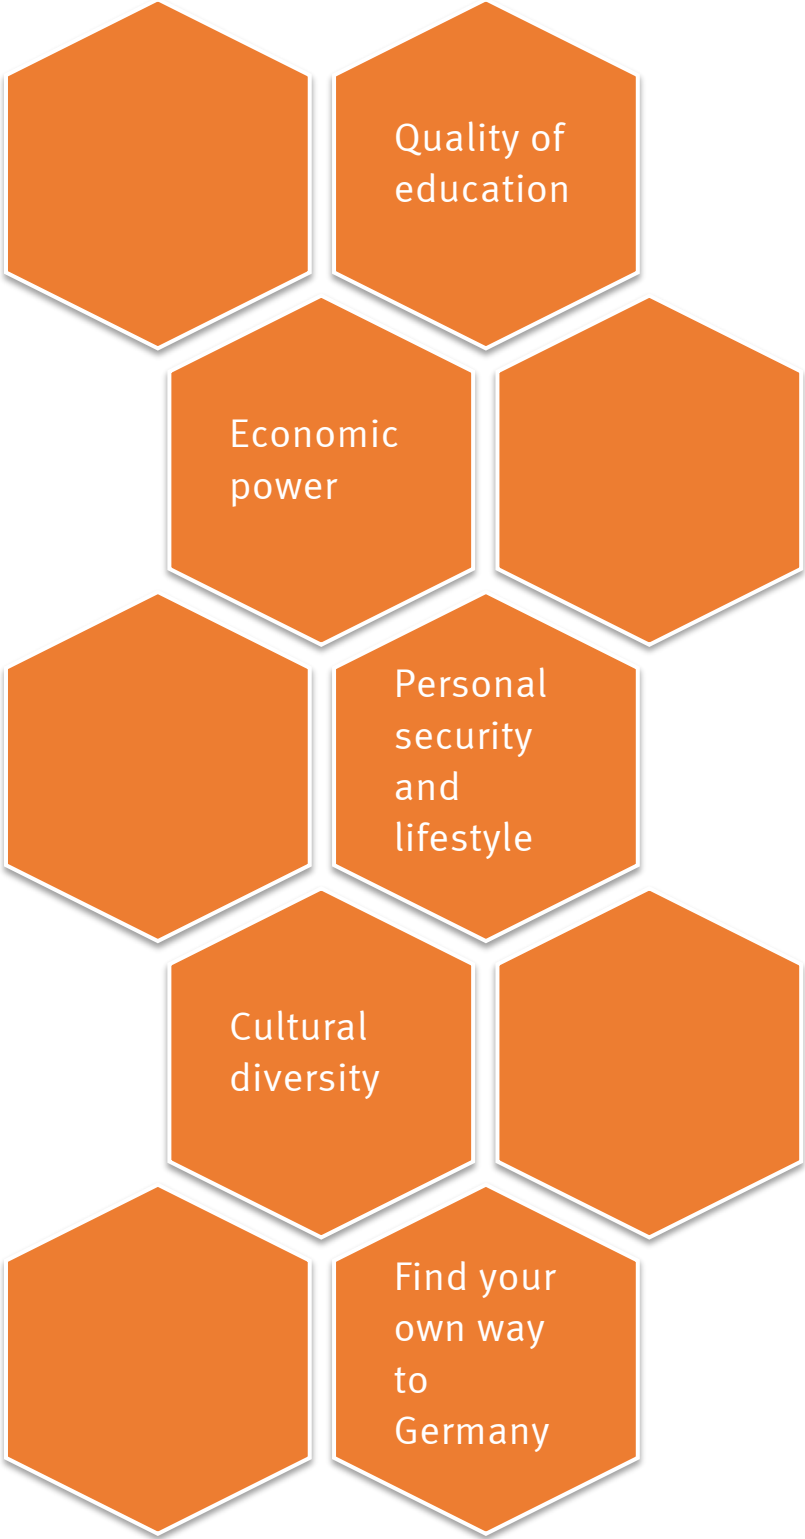 Quality of
education
Economic
power
Personal
security
and
lifestyle
Cultural
diversity
Find your
own way
to
Germany